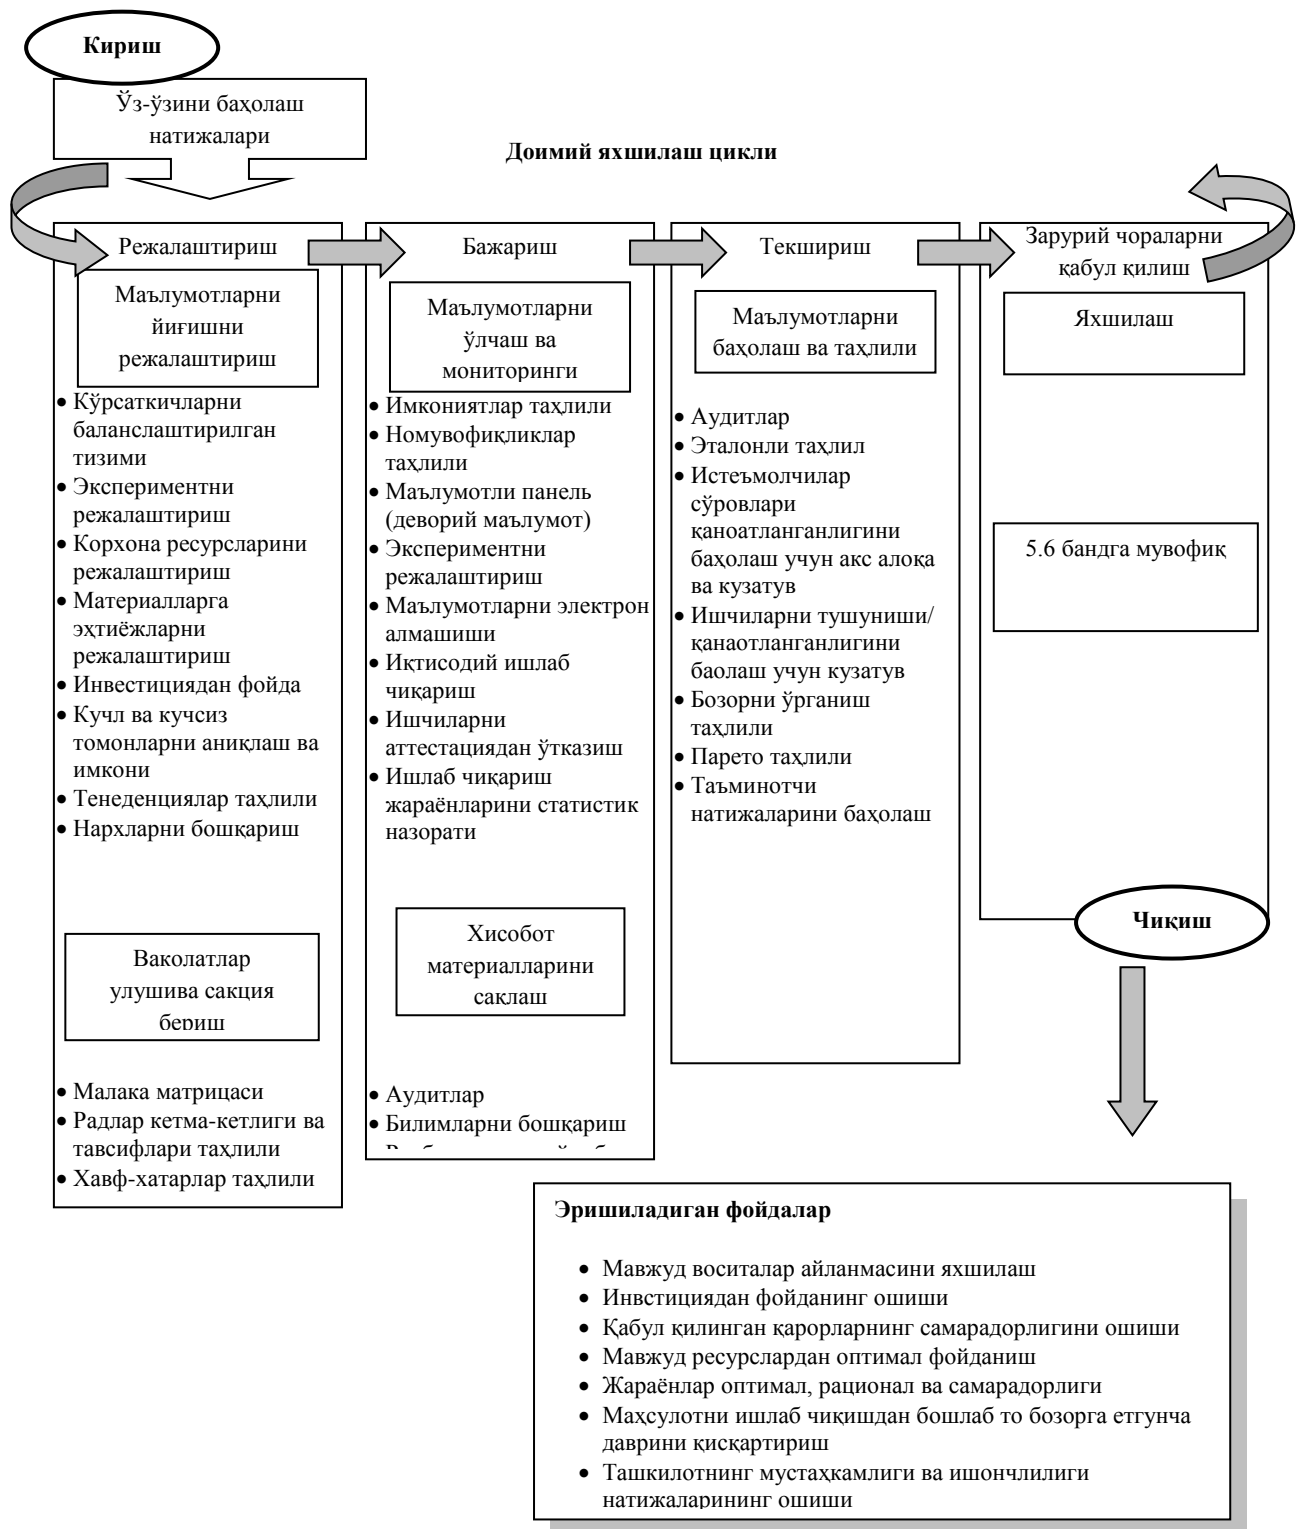 Кириш
Ўз-ўзини баҳолаш
натижалари
Доимий яхшилаш цикли
Режалаштириш
Маълумотларни
йиғишни
режалаштириш
• Кўрсаткичларни
баланслаштирилган
тизими
• Экспериментни
режалаштириш
• Корхона ресурсларини
режалаштириш
• Материалларга
эҳтиёжларни
режалаштириш
• Инвестициядан фойда
• Кучл ва кучсиз
томонларни аниқлаш ва
имкони
• Тенеденциялар таҳлили
• Нархларни бошқариш
Ваколатлар
улушива сакция
бериш
• Малака матрицаси
• Радлар кетма-кетлиги ва
тавсифлари таҳлили
• Хавф-хатарлар таҳлили
Бажариш
Маълумотларни
ўлчаш ва
мониторинги
• Имкониятлар таҳлили
• Номувофиқликлар
таҳлили
• Маълумотли панель
(деворий маълумот)
• Экспериментни
режалаштириш
• Маълумотларни электрон
алмашиши
• Иқтисодий ишлаб
чиқариш
• Ишчиларни
аттестациядан ўтказиш
• Ишлаб чиқариш
жараёнларини статистик
назорати
Хисобот
материалларини
сақлаш
• Аудитлар
• Билимларни бошқариш
Текшириш
Маълумотларни
баҳолаш ва таҳлили
• Аудитлар
• Эталонли таҳлил
• Истеъмолчилар
сўровлари
қаноатланганлигини
баҳолаш учун акс алоқа
ва кузатув
• Ишчиларни тушуниши/
қанаотланганлигини
баолаш учун кузатув
• Бозорни ўрганиш
таҳлили
• Парето таҳлили
• Таъминотчи
натижаларини баҳолаш
Зарурий чораларни
қабул қилиш
Яхшилаш
5.6 бандга мувофиқ
Чиқиш
Эришиладиган фойдалар
• Мавжуд воситалар айланмасини яхшилаш
• Инвстициядан фойданинг ошиши
• Қабул қилинган қарорларнинг самарадорлигини ошиши
• Мавжуд ресурслардан оптимал фойданиш
• Жараёнлар оптимал, рационал ва самарадорлиги
• Маҳсулотни ишлаб чиқишдан бошлаб то бозорга етгунча
даврини қисқартириш
• Ташкилотнинг мустаҳкамлиги ва ишончлилиги
натижаларининг ошиши